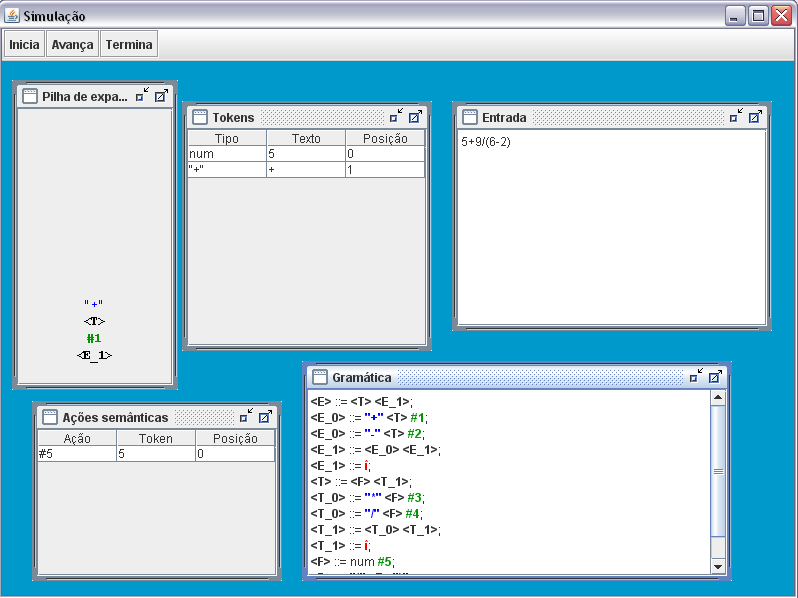 Simulação
Inicia Avança Termina
Pilha de expa...
"+"
<T>
#1
<E_1>
Tokens
Tipo Texto Posição
num 5 0
"+" + 1
Entrada
5+9/(6-2)
Ações semânticas
Ação Token Posição
#5 5 0
Gramática
<E> ::= <T> <E_1>;
<E_0> ::= "+" <T> #1;
<E_0> ::= "-" <T> #2;
<E_1> ::= <E_0> <E_1>;
<E_1> ::= î;
<T> ::= <F> <T_1>;
<T_0> ::= "*" <F> #3;
<T_0> ::= "/" <F> #4;
<T_1> ::= <T_0> <T_1>;
<T_1> ::= î;
<F> ::= num #5;